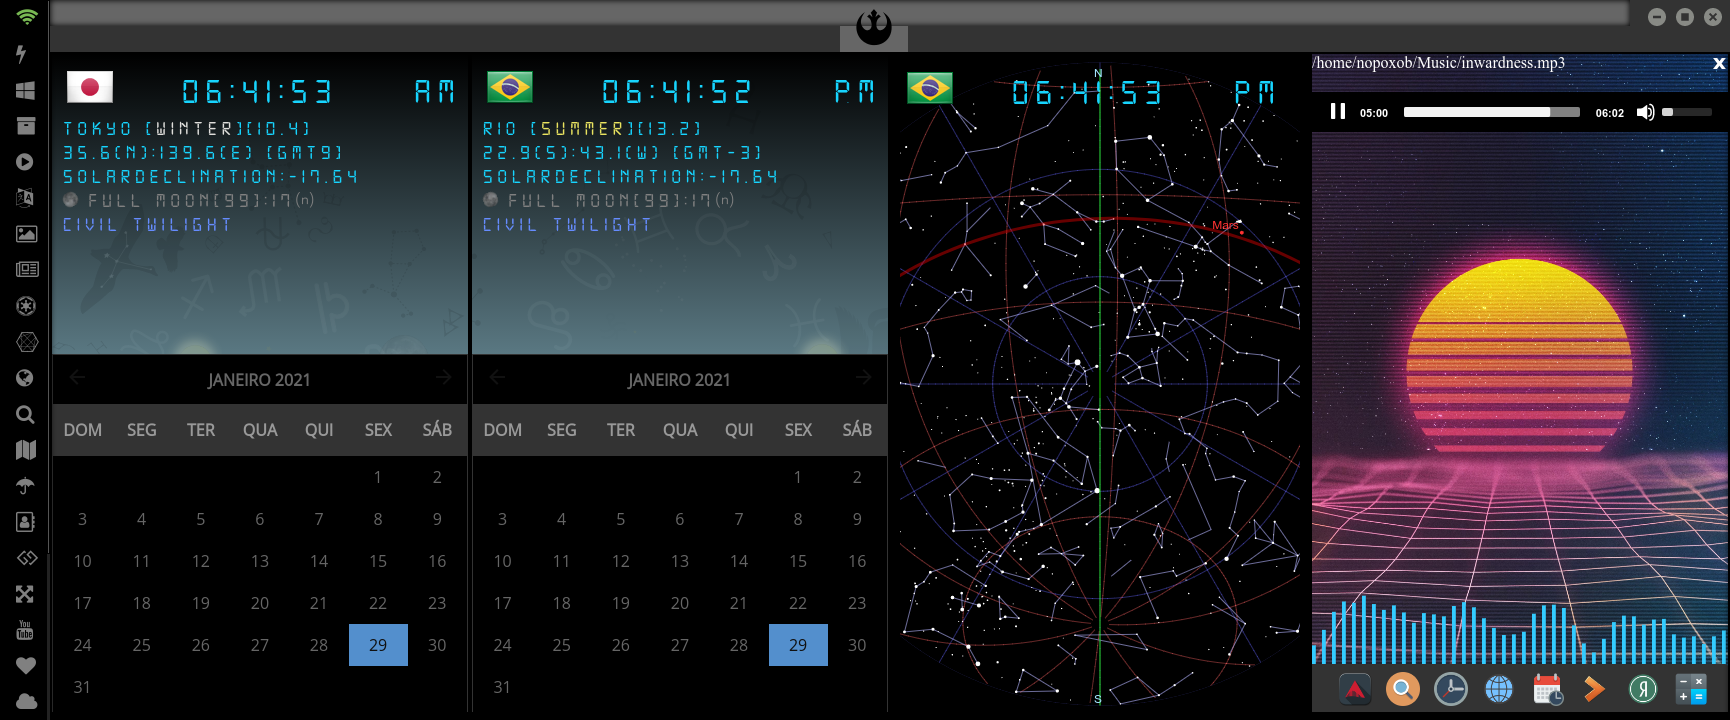 06:41:53 AM
TOKYO [WINTER][10.4]
35.6(N):139.6(E) [GMT9]
SOLARDECLINATION:-17.64
FULL MOON[99]:17(n)
CIVIL TWILIGHT
JANEIRO 2021
DOM SEG TER QUA QUI SEX SÁB
1 2
3 4 5 6 7 8 9
10 11 12 13 14 15 16
17 18 19 20 21 22 23
24 25 26 27 28 29 30
31
06:41:52 PM
RIO [SUMMER][13.2]
22.9(S):43.1(W) [GMT-3]
SOLARDECLINATION:-17.64
FULL MOON[99]:17(n)
CIVIL TWILIGHT
JANEIRO 2021
DOM SEG TER QUA QUI SEX SÁB
1 2
3 4 5 6 7 8 9
10 11 12 13 14 15 16
17 18 19 20 21 22 23
24 25 26 27 28 29 30
31
N
06:41:53 PM
Mars
S
/home/nopoxob/Music/inwardness.mp3 x
05:00 06:02
You
Tube
Я